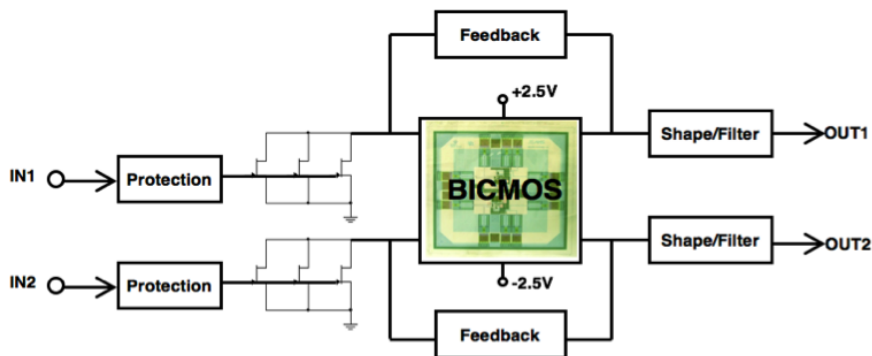 Feedback
+2.5V
IN1
Protection
BICMOS
Shape/Filter
OUT1
IN2
Protection
Shape/Filter
OUT2
-2.5V
Feedback